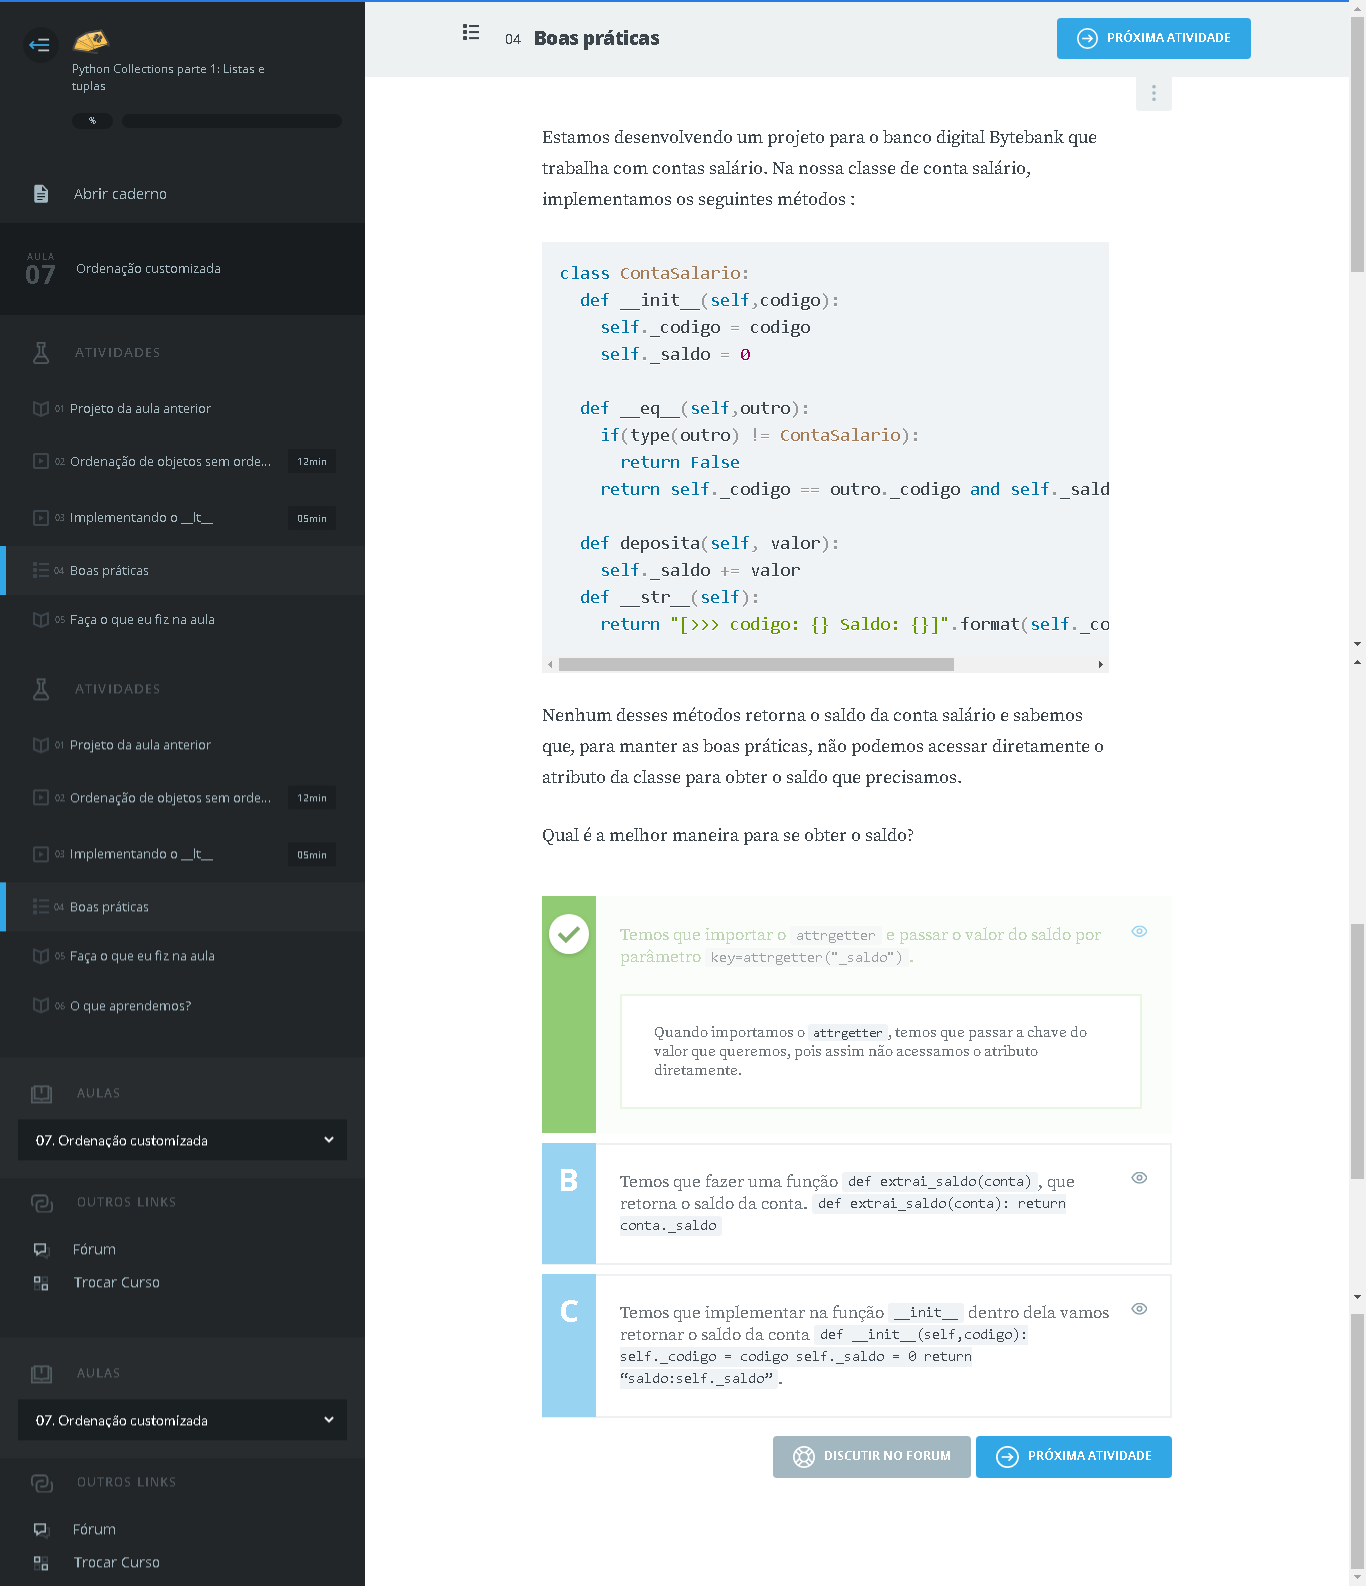 Python Collections parte 1: Listas e
tuplas
%
Abrir caderno
AULA
07
Ordenação customizada
ATIVIDADES
01 Projeto da aula anterior
02 Ordenação de objetos sem orde... 12min
03 Implementando o __lt__ 05min
04 Boas práticas
05 Faça o que eu fiz na aula
ATIVIDADES
01 Projeto da aula anterior
02 Ordenação de objetos sem orde... 12min
03 Implementando o __lt__ 05min
04 Boas práticas
05 Faça o que eu fiz na aula
06 O que aprendemos?
AULAS
07. Ordenação customizada
OUTROS LINKS
Fórum
Trocar Curso
AULAS
07. Ordenação customizada
OUTROS LINKS
Fórum
Trocar Curso
04 Boas práticas
PRÓXIMA ATIVIDADE
Estamos desenvolvendo um projeto para o banco digital Bytebank que
trabalha com contas salário. Na nossa classe de conta salário,
implementamos os seguintes métodos :
class ContaSalario:
  def __init__(self,codigo):
    self._codigo = codigo
    self._saldo = 0
  def __eq__(self,outro):
    if(type(outro) != ContaSalario):
      return False
    return self._codigo == outro._codigo and self._sald
  def deposita(self, valor):
    self._saldo += valor
  def __str__(self):
    return "[>>> codigo: {} Saldo: {}]".format(self._co
Nenhum desses métodos retorna o saldo da conta salário e sabemos
que, para manter as boas práticas, não podemos acessar diretamente o
atributo da classe para obter o saldo que precisamos.
Qual é a melhor maneira para se obter o saldo?
Temos que importar o attrgetter e passar o valor do saldo por
parâmetro key=attrgetter("_saldo") .
Quando importamos o attrgetter , temos que passar a chave do
valor que queremos, pois assim não acessamos o atributo
diretamente.
B
Temos que fazer uma função def extrai_saldo(conta) , que
retorna o saldo da conta. def extrai_saldo(conta): return
conta._saldo
C
Temos que implementar na função __init__ dentro dela vamos
retornar o saldo da conta def __init__(self,codigo):
self._codigo = codigo self._saldo = 0 return
“saldo:self._saldo” .
DISCUTIR NO FORUM
PRÓXIMA ATIVIDADE